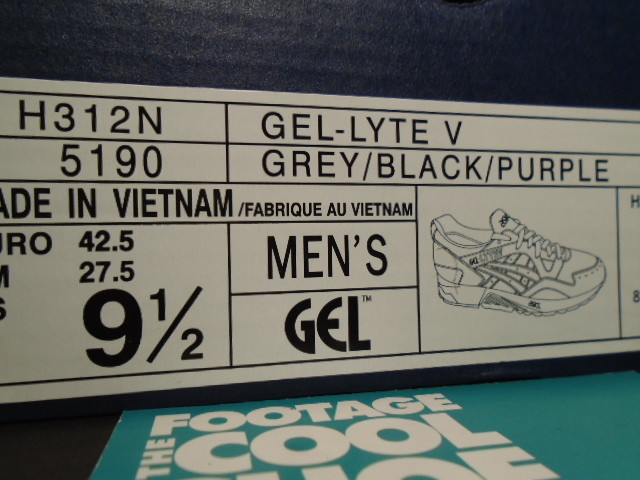 H312N GEL-LYTE V
5190 GREY/BLACK/PURPLE
ADE IN VIETNAM /FABRIQUE AU VIETNAM
URO 42.5
M 27.5
S 9½
MEN'S
GEL™
GEL
FOOTAGE
THE COOL